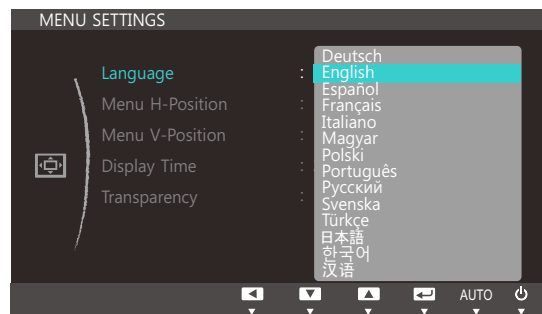 MENU SETTINGS
Language :
Menu H-Position :
Menu V-Position :
Display Time :
Transparency :
Deutsch
English
Español
Français
Italiano
Magyar
Polski
Português
Русский
Svenska
Türkçe
日本語
한국어
汉语
AUTO